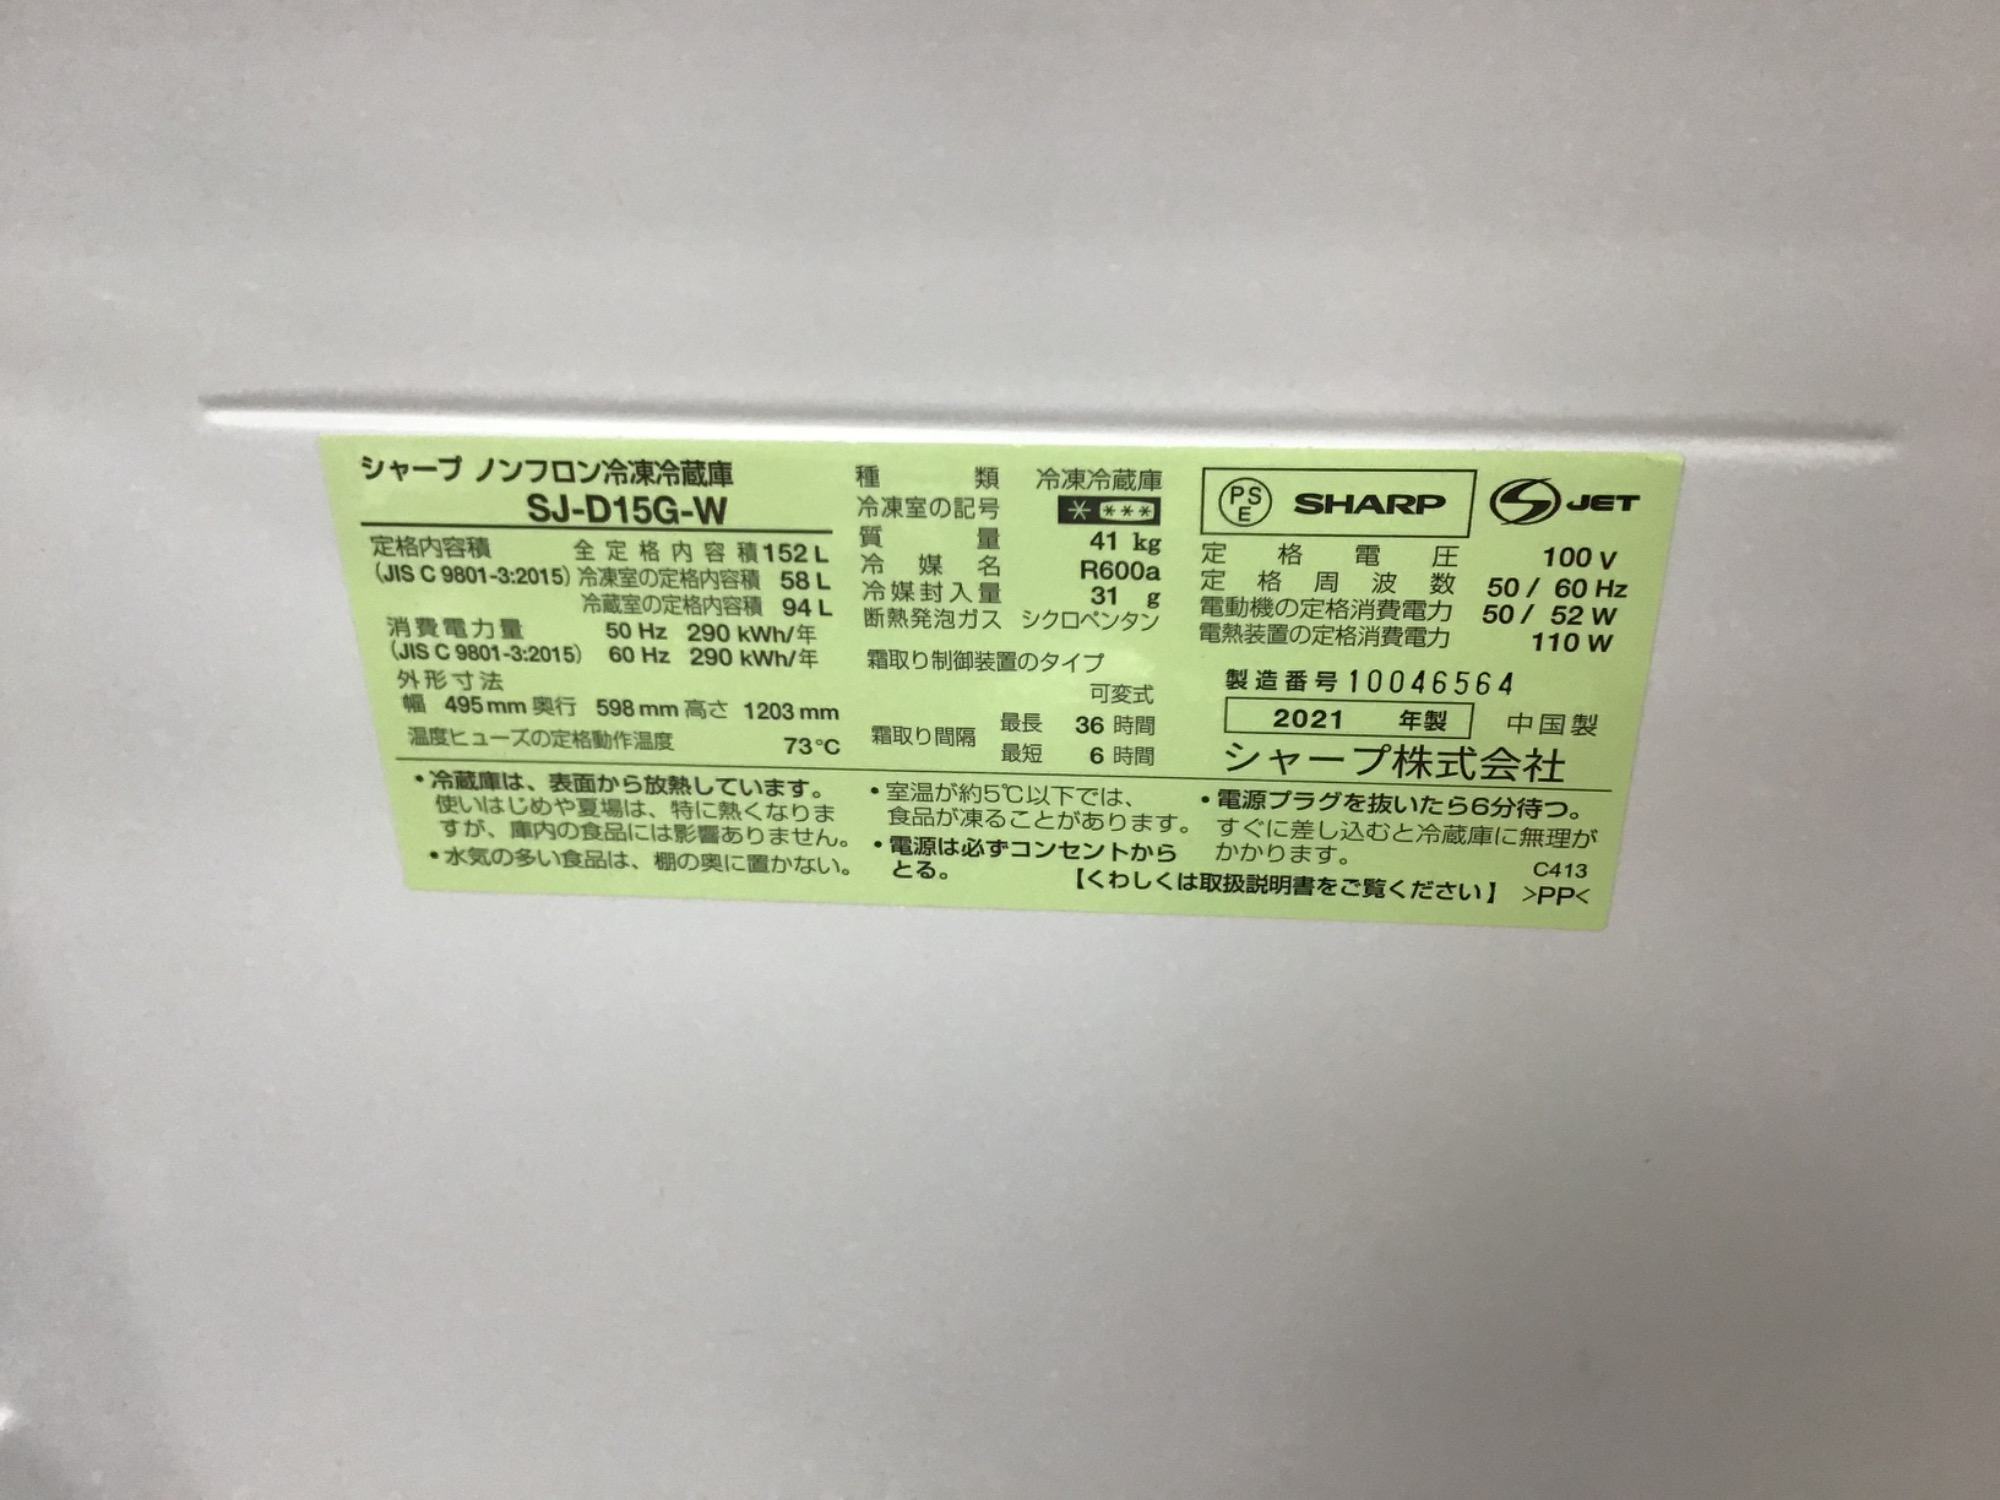 シャープ ノンフロン冷凍冷蔵庫
SJ-D15G-W
定格内容積 全定格内容積 152 L
(JIS C 9801-3:2015) 冷凍室の定格内容積 58 L
冷蔵室の定格内容積 94 L
消費電力量 50 Hz 290 kWh/年
(JIS C 9801-3:2015) 60 Hz 290 kWh/年
外形寸法
幅 495 mm 奥行 598 mm 高さ 1203 mm
温度ヒューズの定格動作温度 73℃
種類 冷凍冷蔵庫
冷凍室の記号 * ***
質量 41 kg
冷媒名 R600a
冷媒封入量 31 g
断熱発泡ガス シクロペンタン
霜取り制御装置のタイプ
可変式
霜取り間隔 最長 36 時間
最短 6 時間
PSE SHARP JET
定格電圧 100 V
定格周波数 50 / 60 Hz
電動機の定格消費電力 50 / 52 W
電熱装置の定格消費電力 110 W
製造番号 10046564
2021 年製 中国製
シャープ株式会社
・冷蔵庫は、表面から放熱しています。
使いはじめや夏場は、特に熱くなりま
すが、庫内の食品には影響ありません。
・水気の多い食品は、棚の奥に置かない。
・室温が約5℃以下では、
食品が凍ることがあります。
・電源は必ずコンセントから
とる。
・電源プラグを抜いたら6分待つ。
すぐに差し込むと冷蔵庫に無理が
かかります。
C413
【くわしくは取扱説明書をご覧ください】 >PP<